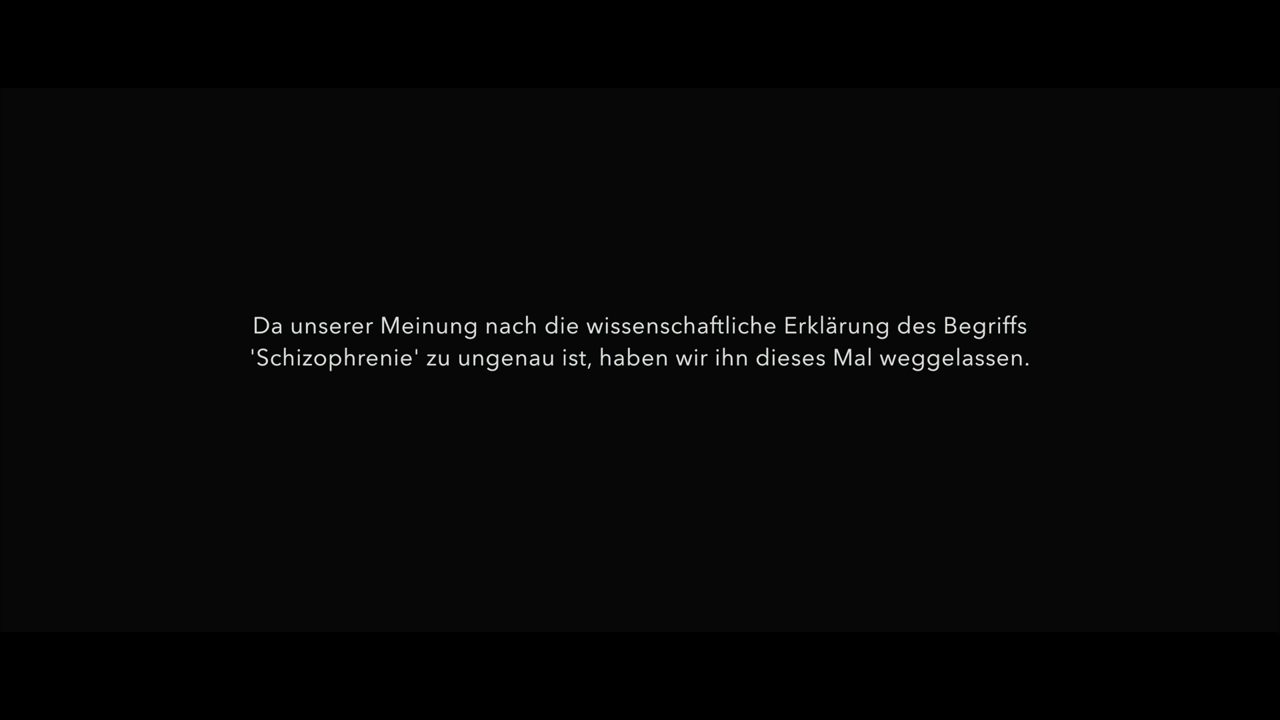 Da unserer Meinung nach die wissenschaftliche Erklärung des Begriffs
'Schizophrenie' zu ungenau ist, haben wir ihn dieses Mal weggelassen.